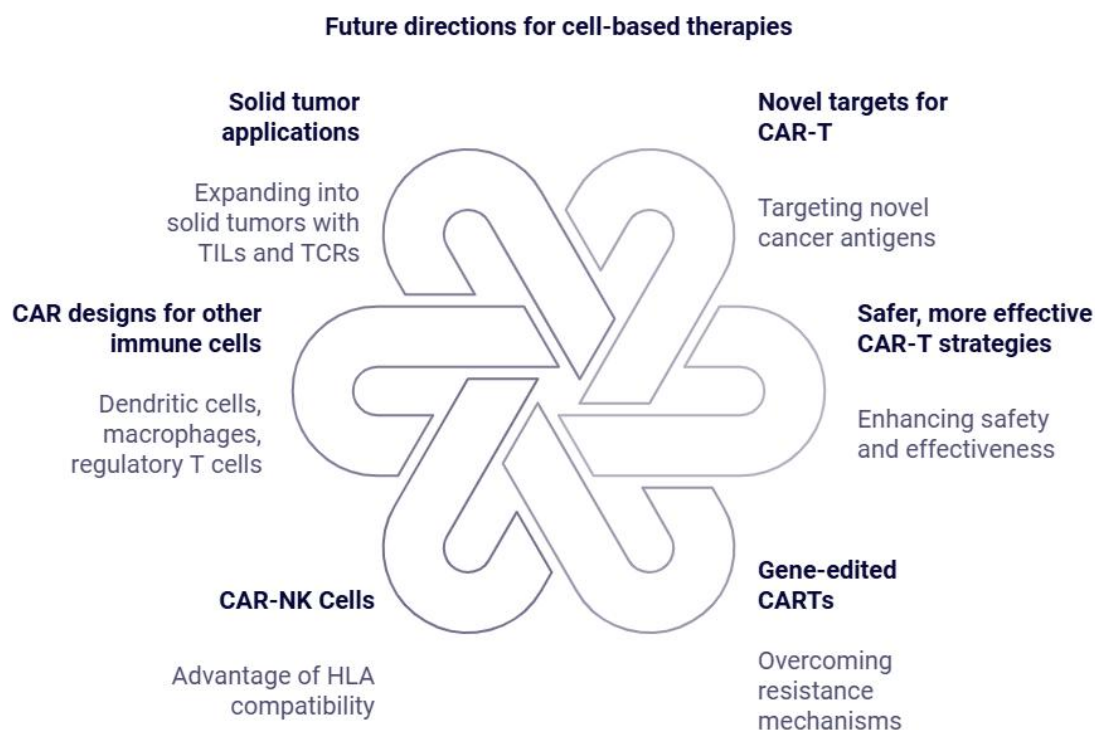 Future directions for cell-based therapies
Solid tumor
applications
Expanding into
solid tumors with
TILs and TCRs
Novel targets for
CAR-T
Targeting novel
cancer antigens
CAR designs for other
immune cells
Dendritic cells,
macrophages,
regulatory T cells
Safer, more effective
CAR-T strategies
Enhancing safety
and effectiveness
CAR-NK Cells
Advantage of HLA
compatibility
Gene-edited
CARTs
Overcoming
resistance
mechanisms